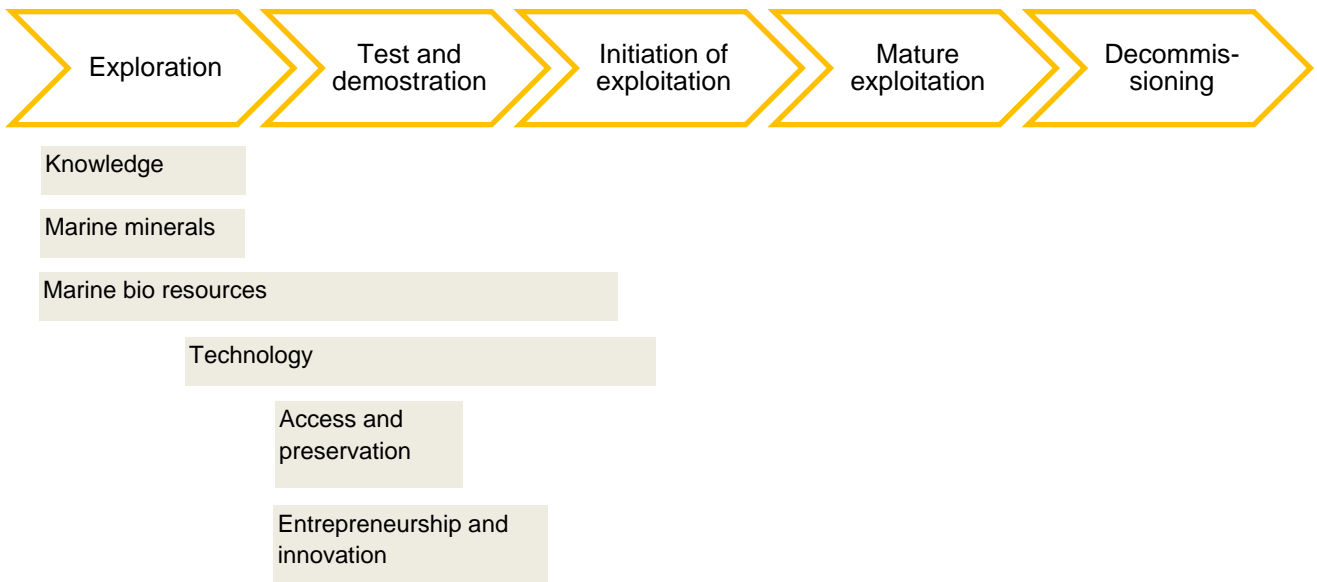 Exploration
Test and
demostration
Initiation of
exploitation
Mature
exploitation
Decommis-
sioning
Knowledge
Marine minerals
Marine bio resources
Technology
Access and
preservation
Entrepreneurship and
innovation